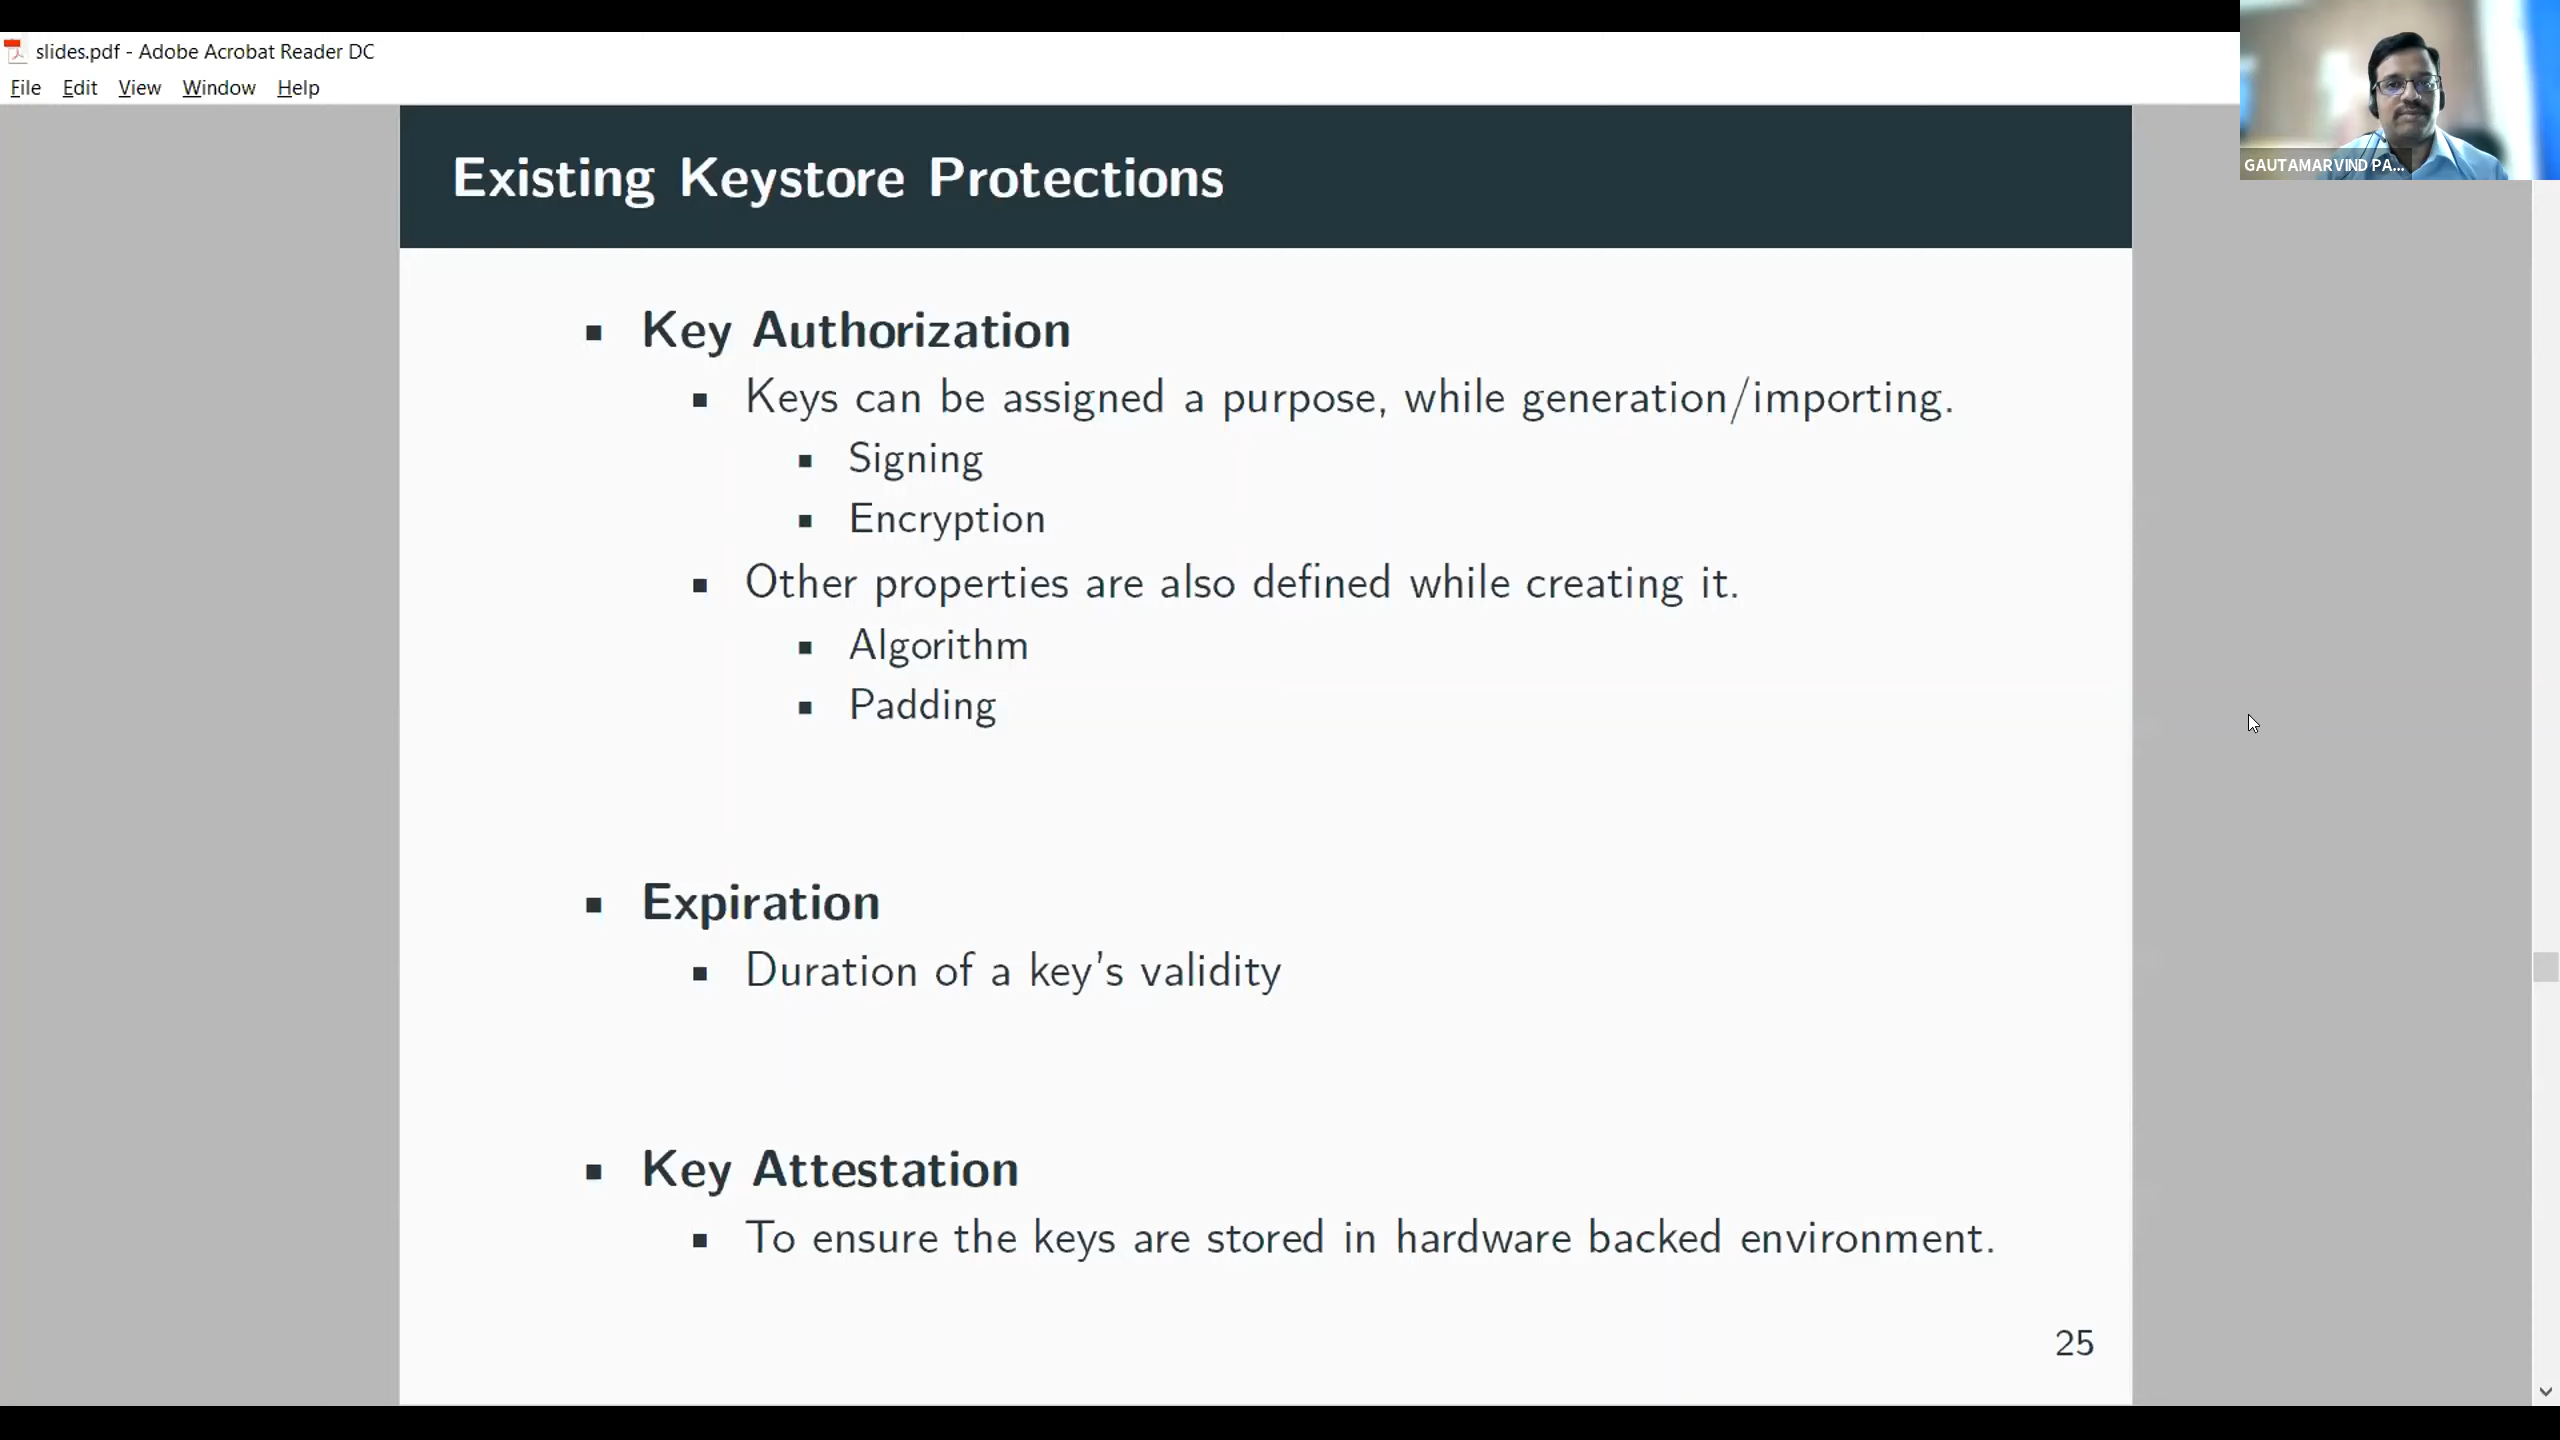 slides.pdf - Adobe Acrobat Reader DC
File Edit View Window Help
GAUTAMARVIND PA...
Existing Keystore Protections
▪ Key Authorization
▪ Keys can be assigned a purpose, while generation/importing.
▪ Signing
▪ Encryption
▪ Other properties are also defined while creating it.
▪ Algorithm
▪ Padding
▪ Expiration
▪ Duration of a key's validity
▪ Key Attestation
▪ To ensure the keys are stored in hardware backed environment.
25